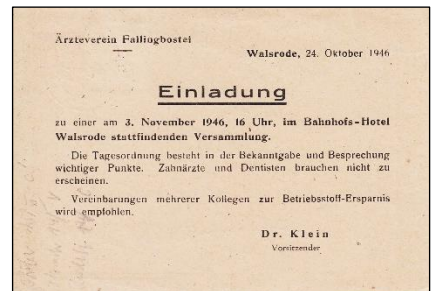 Ärzteverein Fallingbostel
Walsrode, 24. Oktober 1946
Einladung
zu einer am 3. November 1946, 16 Uhr, im Bahnhofs-Hotel
Walsrode stattfindenden Versammlung.
Die Tagesordnung besteht in der Bekanntgabe und Besprechung
wichtiger Punkte. Zahnärzte und Dentisten brauchen nicht zu
erscheinen.
Vereinbarungen mehrerer Kollegen zur Betriebsstoff-Ersparnis
wird empfohlen.
Dr. Klein
Vorsitzender